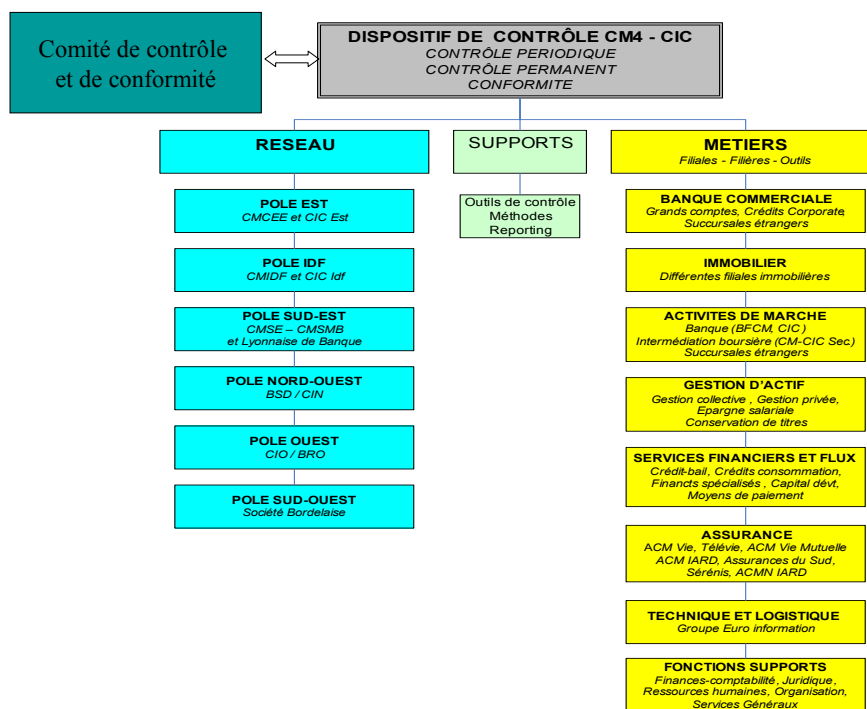 Comité de contrôle
et de conformité
DISPOSITIF DE CONTRÔLE CM4 - CIC
CONTRÔLE PERIODIQUE
CONTRÔLE PERMANENT
CONFORMITE
RESEAU
POLE EST
CMCEE et CIC Est
POLE IDF
CMIDF et CIC Idf
POLE SUD-EST
CMSE – CMSMB
et Lyonnaise de Banque
POLE NORD-OUEST
BSD / CIN
POLE OUEST
CIO / BRO
POLE SUD-OUEST
Société Bordelaise
SUPPORTS
Outils de contrôle
Méthodes
Reporting
METIERS
Filiales - Filières - Outils
BANQUE COMMERCIALE
Grands comptes, Crédits Corporate,
Succursales étrangers
IMMOBILIER
Différentes filiales immobilières
ACTIVITES DE MARCHE
Banque (BFCM, CIC )
Intermédiation boursière (CM-CIC Sec.)
Succursales étrangers
GESTION D'ACTIF
Gestion collective , Gestion privée,
Epargne salariale
Conservation de titres
SERVICES FINANCIERS ET FLUX
Crédit-bail, Crédits consommation,
Financts spécialisés , Capital dévt,
Moyens de paiement
ASSURANCE
ACM Vie, Télévie, ACM Vie Mutuelle
ACM IARD, Assurances du Sud,
Sérénis, ACMN IARD
TECHNIQUE ET LOGISTIQUE
Groupe Euro information
FONCTIONS SUPPORTS
Finances-comptabilité, Juridique,
Ressources humaines, Organisation,
Services Généraux